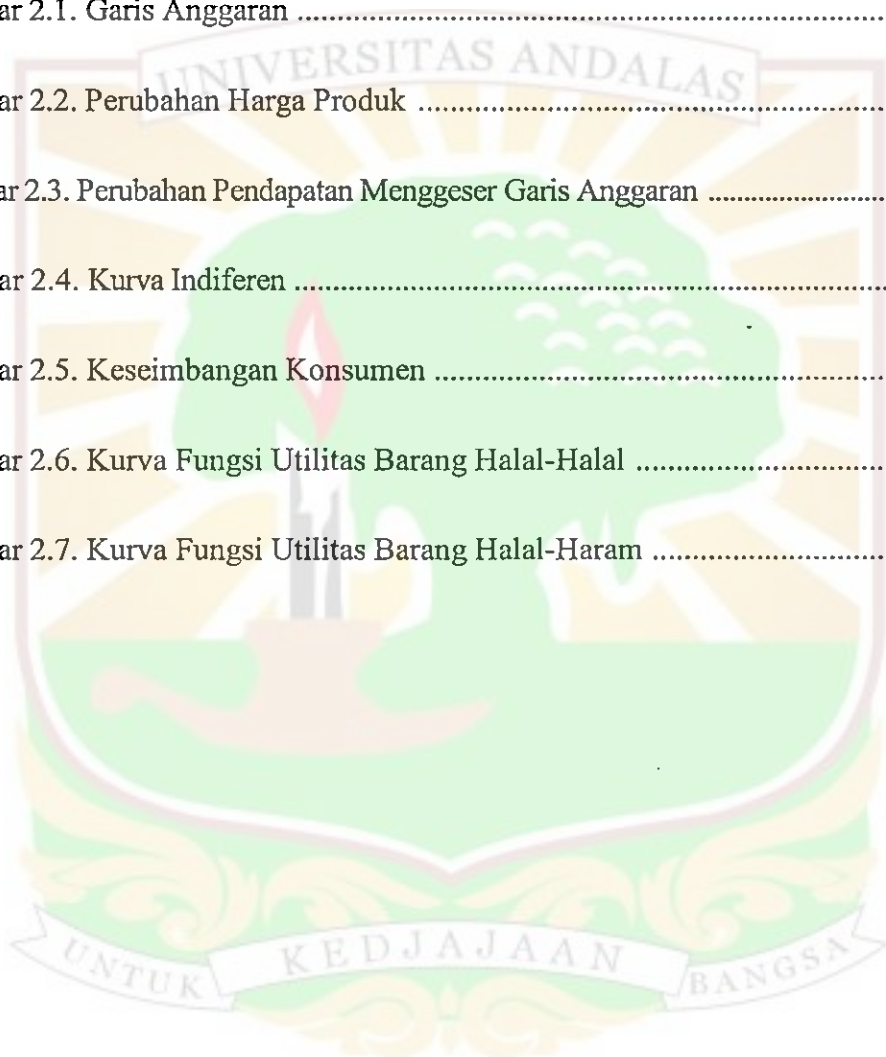 ar 2.1. Garis Anggaran ........................................................................
UNIVERSITAS ANDALAS
ar 2.2. Perubahan Harga Produk .........................................................
ar 2.3. Perubahan Pendapatan Menggeser Garis Anggaran ......................
ar 2.4. Kurva Indiferen ........................................................................
ar 2.5. Keseimbangan Konsumen .......................................................
ar 2.6. Kurva Fungsi Utilitas Barang Halal-Halal ...............................
ar 2.7. Kurva Fungsi Utilitas Barang Halal-Haram .............................
UNTUK KEDJAJAAN BANGSA